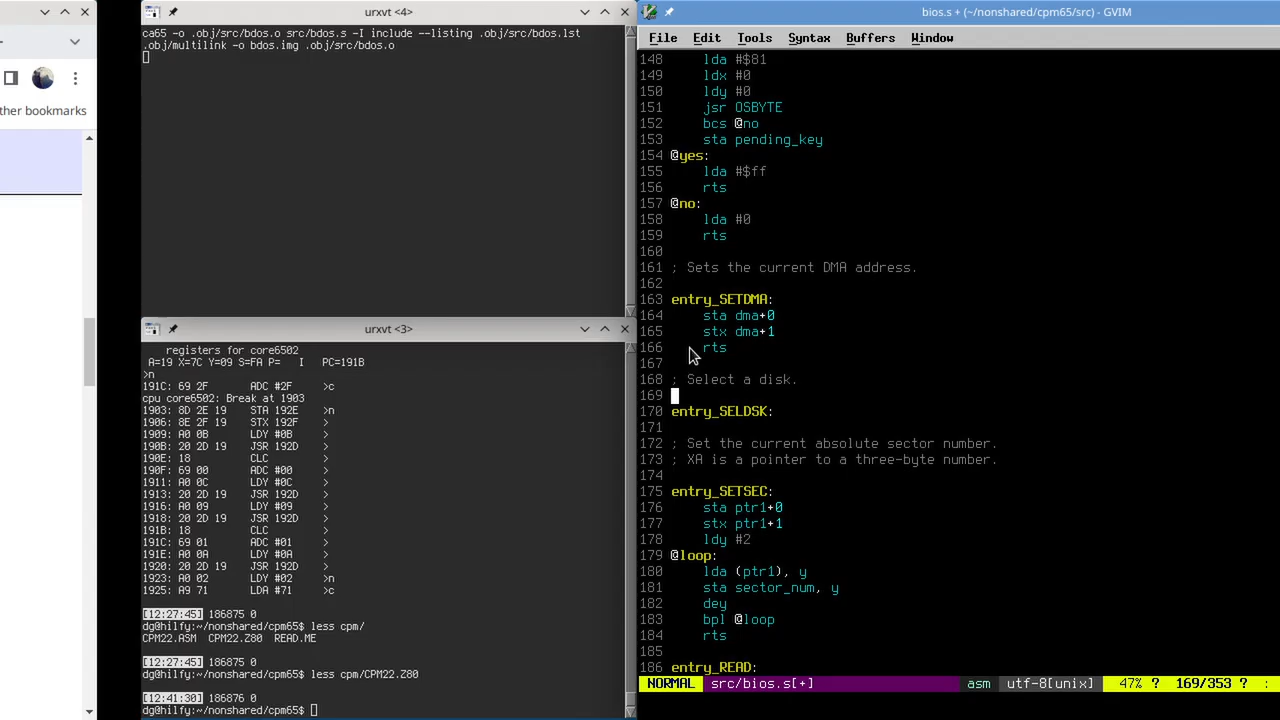 ther bookmarks
urxvt <4>
ca65 -o .obj/src/bdos.o src/bdos.s -I include --listing .obj/src/bdos.lst
.obj/multilink -o bdos.img .obj/src/bdos.o
urxvt <3>
registers for core6502
A=19 X=7C Y=09 S=FA P=   I   PC=191B
>n
191C: 69 2F      ADC #2F     >c
cpu core6502: Break at 1903
1903: 8D 2E 19   STA 192E    >n
1906: 8E 2F 19   STX 192F    >
1909: A0 0B      LDY #0B     >
190B: 20 2D 19   JSR 192D    >
190E: 18         CLC         >
190F: 69 00      ADC #00     >
1911: A0 0C      LDY #0C     >
1913: 20 2D 19   JSR 192D    >
1916: A0 09      LDY #09     >
1918: 20 2D 19   JSR 192D    >
191B: 18         CLC         >
191C: 69 01      ADC #01     >
191E: A0 0A      LDY #0A     >
1920: 20 2D 19   JSR 192D    >
1923: A0 02      LDY #02     >n
1925: A9 71      LDA #71     >c
[12:27:45] 186875 0
dg@hilfy:~/nonshared/cpm65$ less cpm/
CPM22.ASM  CPM22.Z80  READ.ME
[12:27:45] 186875 0
dg@hilfy:~/nonshared/cpm65$ less cpm/CPM22.Z80
[12:41:30] 186876 0
dg@hilfy:~/nonshared/cpm65$
bios.s + (~/nonshared/cpm65/src) - GVIM
File Edit Tools Syntax Buffers Window
148     lda #$81
149     ldx #0
150     ldy #0
151     jsr OSBYTE
152     bcs @no
153     sta pending_key
154 @yes:
155     lda #$ff
156     rts
157 @no:
158     lda #0
159     rts
160
161 ; Sets the current DMA address.
162
163 entry_SETDMA:
164     sta dma+0
165     stx dma+1
166     rts
167
168 ; Select a disk.
169
170 entry_SELDSK:
171
172 ; Set the current absolute sector number.
173 ; XA is a pointer to a three-byte number.
174
175 entry_SETSEC:
176     sta ptr1+0
177     stx ptr1+1
178     ldy #2
179 @loop:
180     lda (ptr1), y
181     sta sector_num, y
182     dey
183     bpl @loop
184     rts
185
186 entry_READ:
NORMAL src/bios.s[+] asm utf-8[unix] 47% ? 169/353 ? :